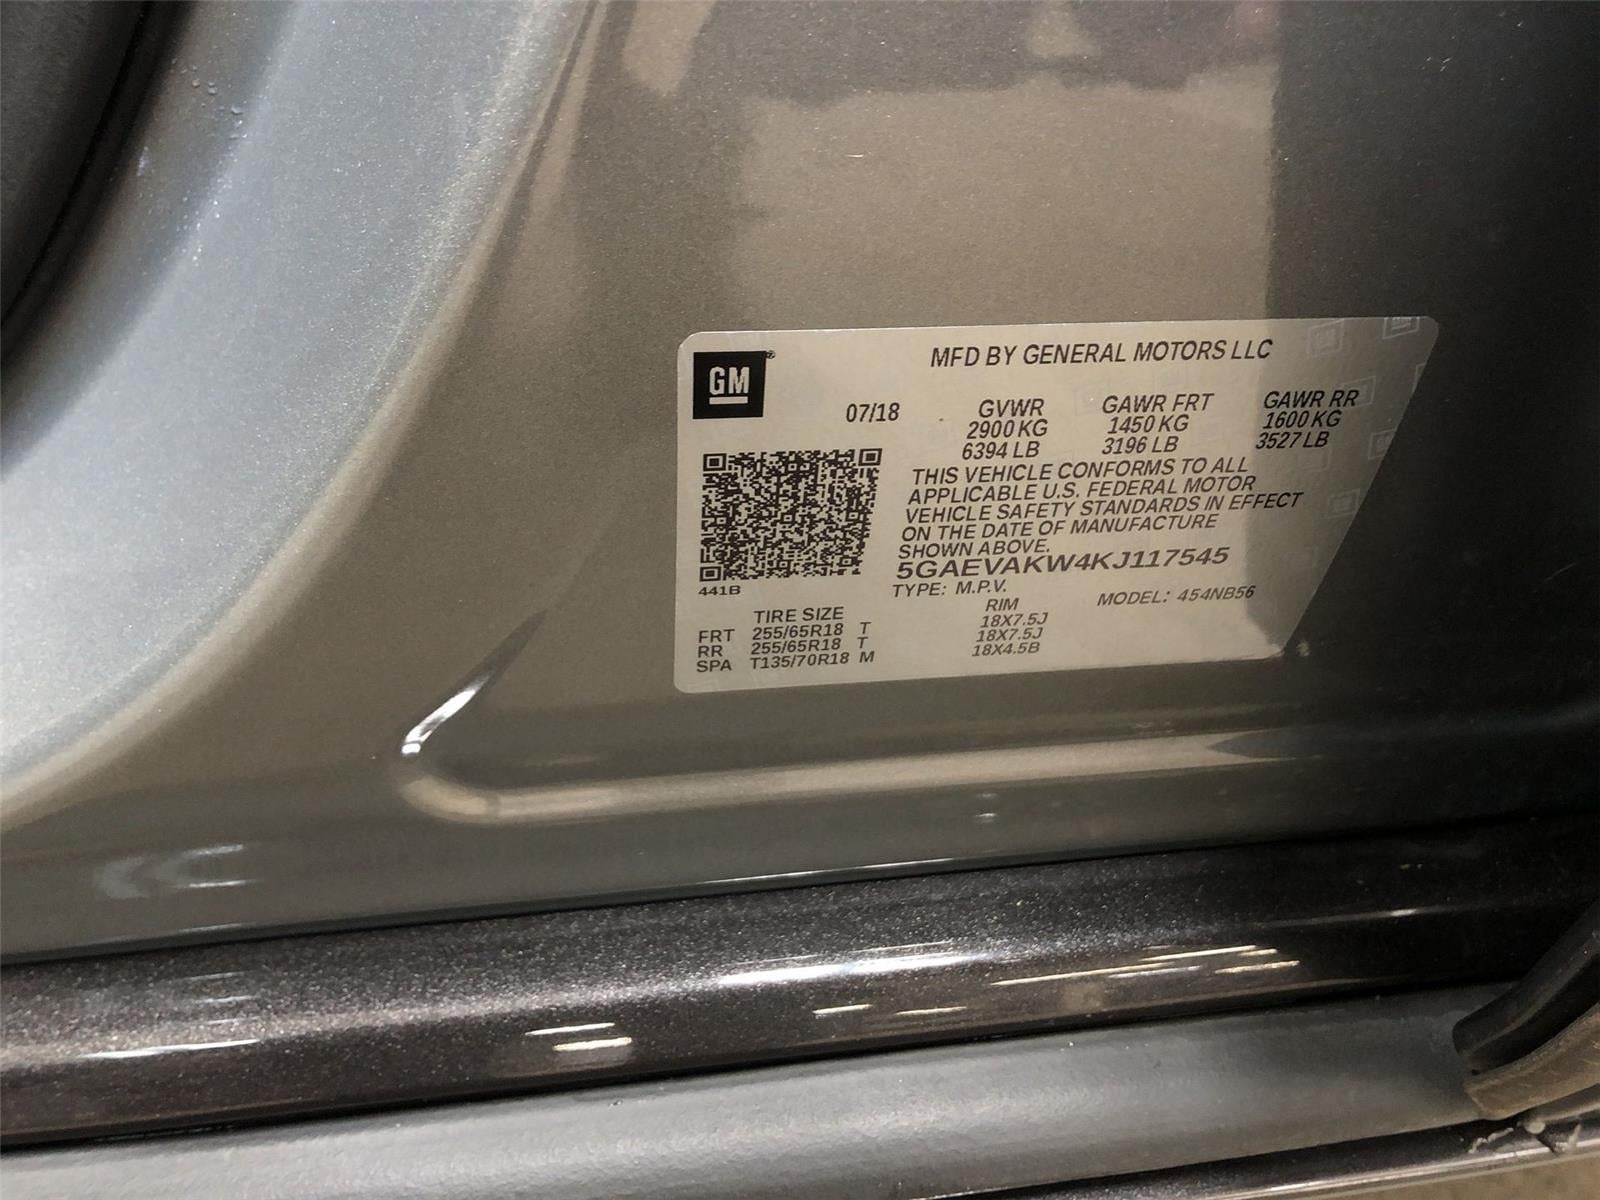 GM
MFD BY GENERAL MOTORS LLC
07/18
GVWR GAWR FRT GAWR RR
2900 KG 1450 KG 1600 KG
6394 LB 3196 LB 3527 LB
THIS VEHICLE CONFORMS TO ALL
APPLICABLE U.S. FEDERAL MOTOR
VEHICLE SAFETY STANDARDS IN EFFECT
ON THE DATE OF MANUFACTURE
SHOWN ABOVE.
5GAEVAKW4KJ117545
441B
TYPE: M.P.V. MODEL: 454NB56
TIRE SIZE RIM
FRT 255/65R18 T 18X7.5J
RR 255/65R18 T 18X7.5J
SPA T135/70R18 M 18X4.5B